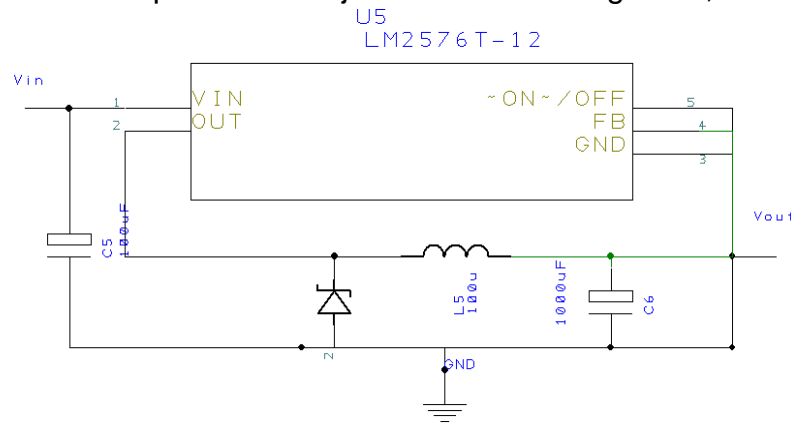 U5
LM2576T-12
Vin
1
VIN
~ON~/OFF
5
2
OUT
FB
4
GND
3
C5
100uF
Vout
L5
100u
1000uF
C6
2
GND